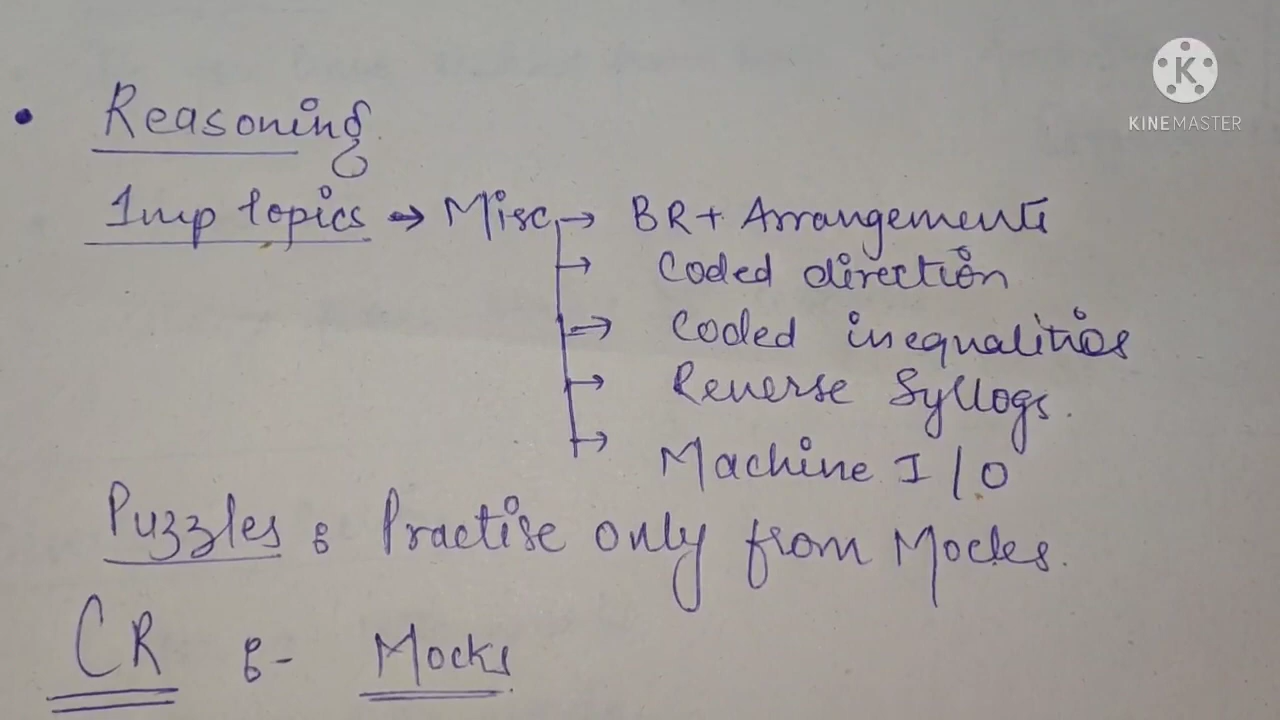 K
KINEMASTER
• Reasoning
Imp topics → Misc → BR + Arrangements
→ Coded direction
→ Coded inequalities
→ Reverse Syllogs.
→ Machine I/O
Puzzles : Practise only from Mocks.
CR :- Mocks